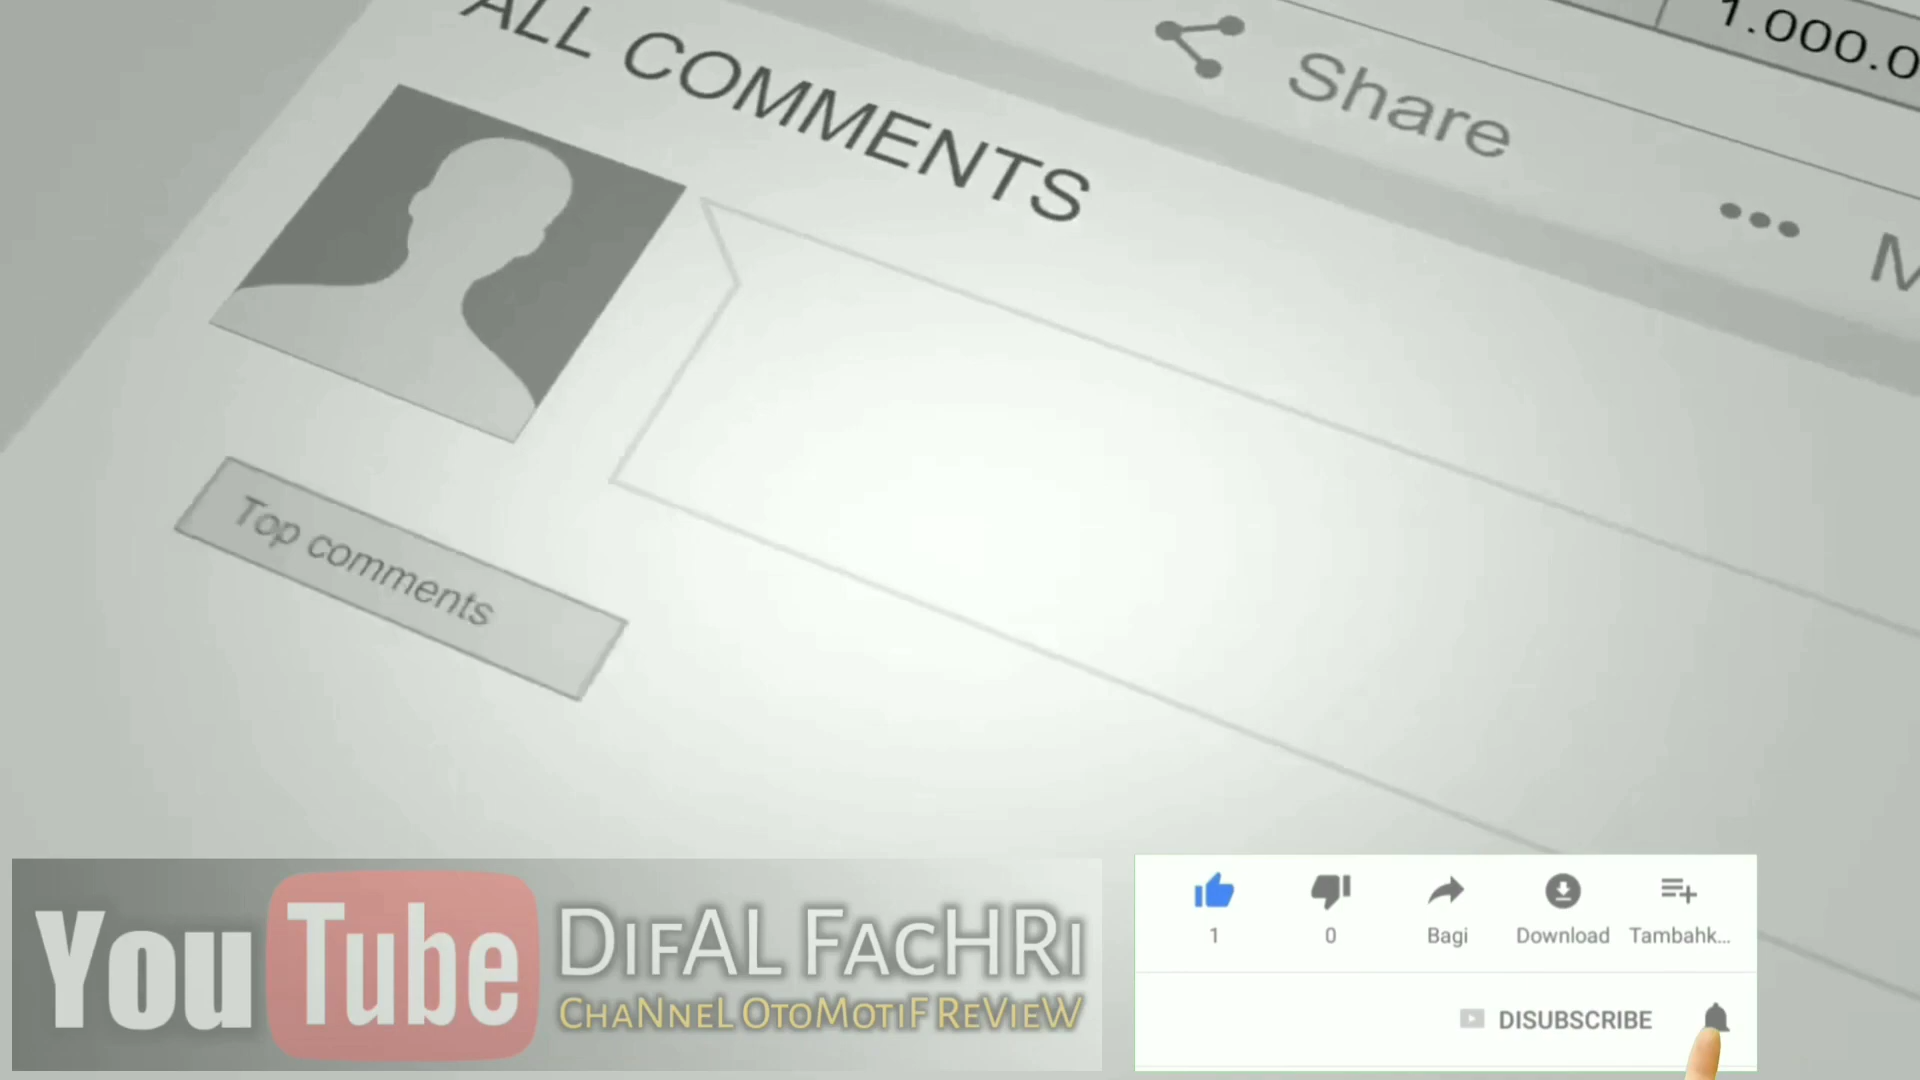 1.000.0
Share
ALL COMMENTS
Top comments
YouTube
DifAL FacHRi
ChaNNeL OtoMotiF ReVieW
1
0
Bagi
Download
Tambahk...
DISUBSCRIBE